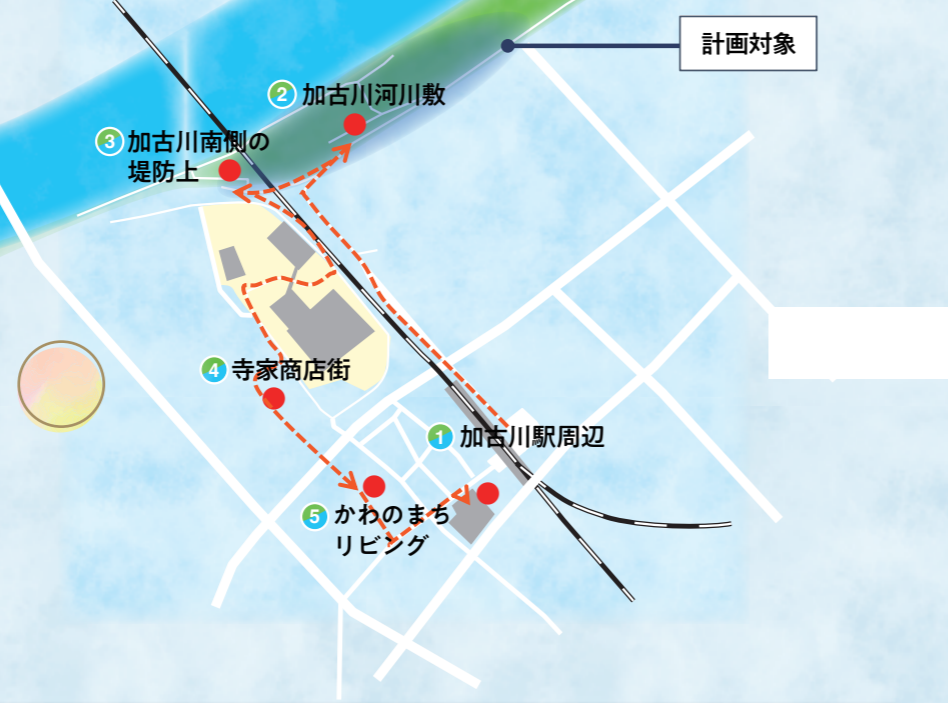 計画対象
2 加古川河川敷
3 加古川南側の
堤防上
4 寺家商店街
1 加古川駅周辺
5 かわのまち
リビング